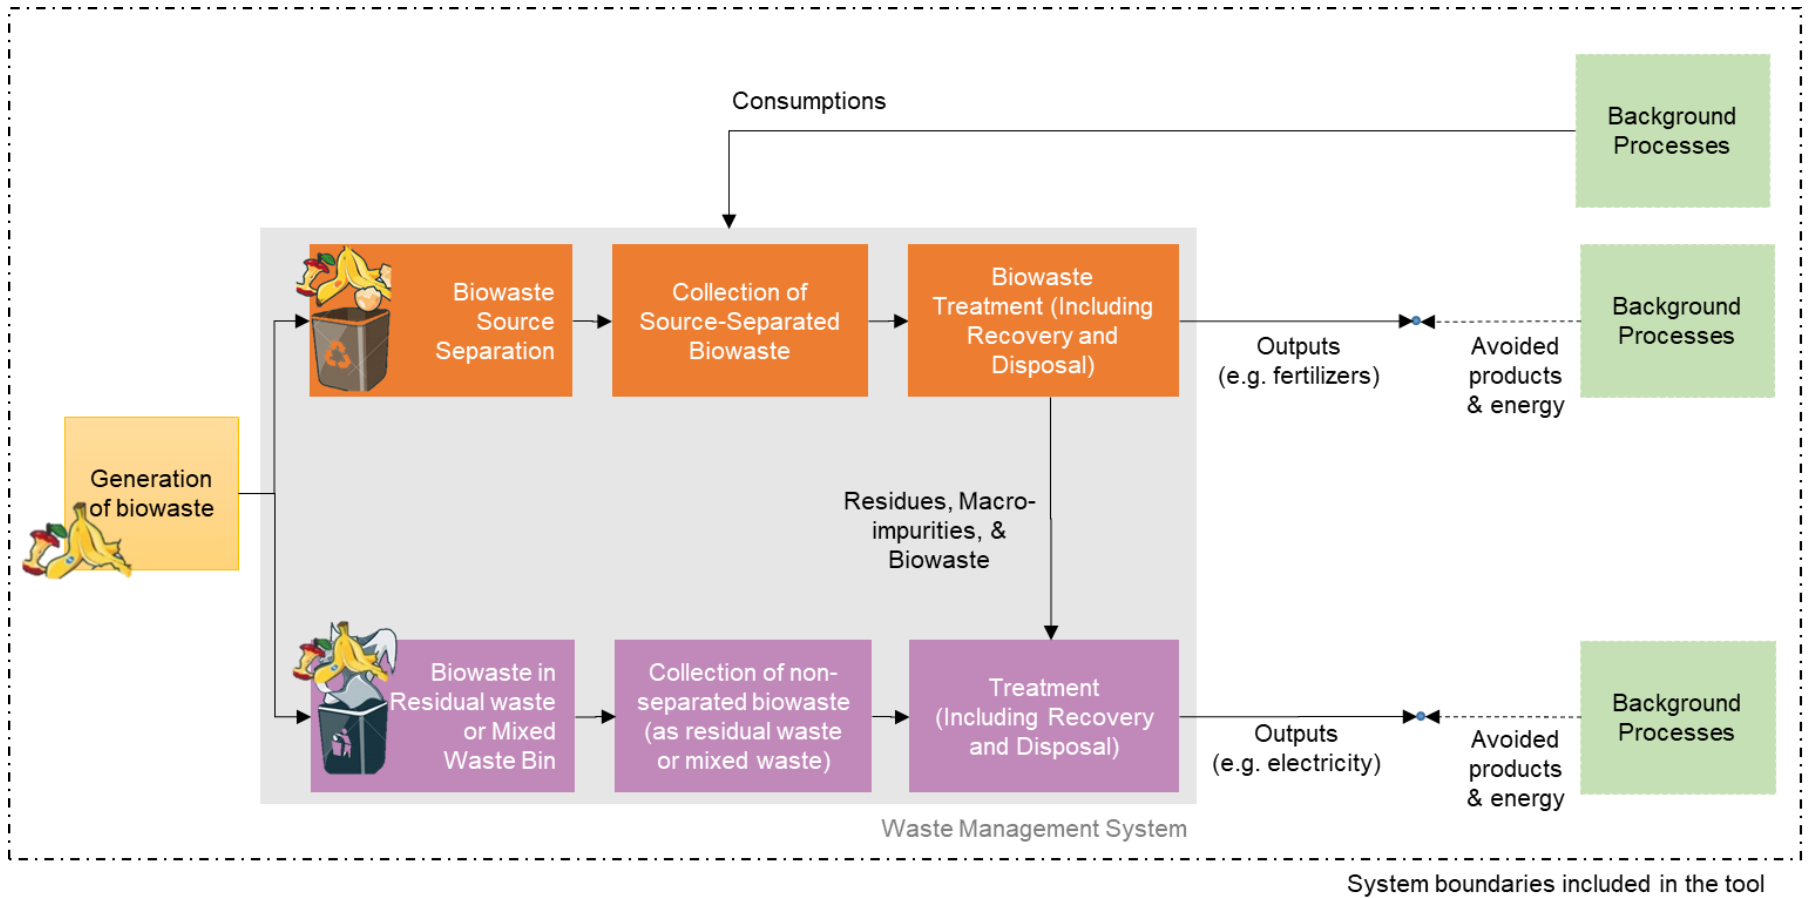 Consumptions
Background
Processes
Biowaste
Source
Separation
Collection of
Source-Separated
Biowaste
Biowaste
Treatment (Including
Recovery and
Disposal)
Outputs
(e.g. fertilizers)
Avoided
products
& energy
Background
Processes
Generation
of biowaste
Residues, Macro-
impurities, &
Biowaste
Biowaste in
Residual waste
or Mixed
Waste Bin
Collection of non-
separated biowaste
(as residual waste
or mixed waste)
Treatment
(Including Recovery
and Disposal)
Outputs
(e.g. electricity)
Avoided
products
& energy
Background
Processes
Waste Management System
System boundaries included in the tool